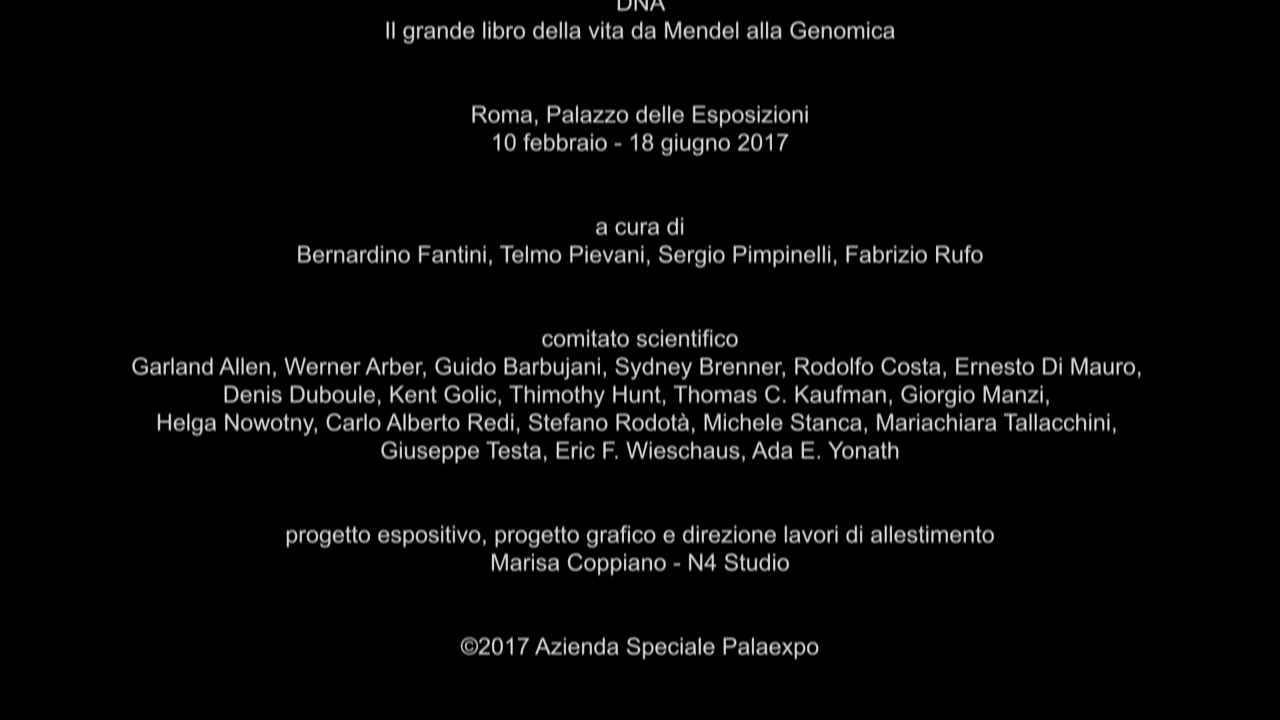 DNA
Il grande libro della vita da Mendel alla Genomica
Roma, Palazzo delle Esposizioni
10 febbraio - 18 giugno 2017
a cura di
Bernardino Fantini, Telmo Pievani, Sergio Pimpinelli, Fabrizio Rufo
comitato scientifico
Garland Allen, Werner Arber, Guido Barbujani, Sydney Brenner, Rodolfo Costa, Ernesto Di Mauro,
Denis Duboule, Kent Golic, Thimothy Hunt, Thomas C. Kaufman, Giorgio Manzi,
Helga Nowotny, Carlo Alberto Redi, Stefano Rodotà, Michele Stanca, Mariachiara Tallacchini,
Giuseppe Testa, Eric F. Wieschaus, Ada E. Yonath
progetto espositivo, progetto grafico e direzione lavori di allestimento
Marisa Coppiano - N4 Studio
©2017 Azienda Speciale Palaexpo